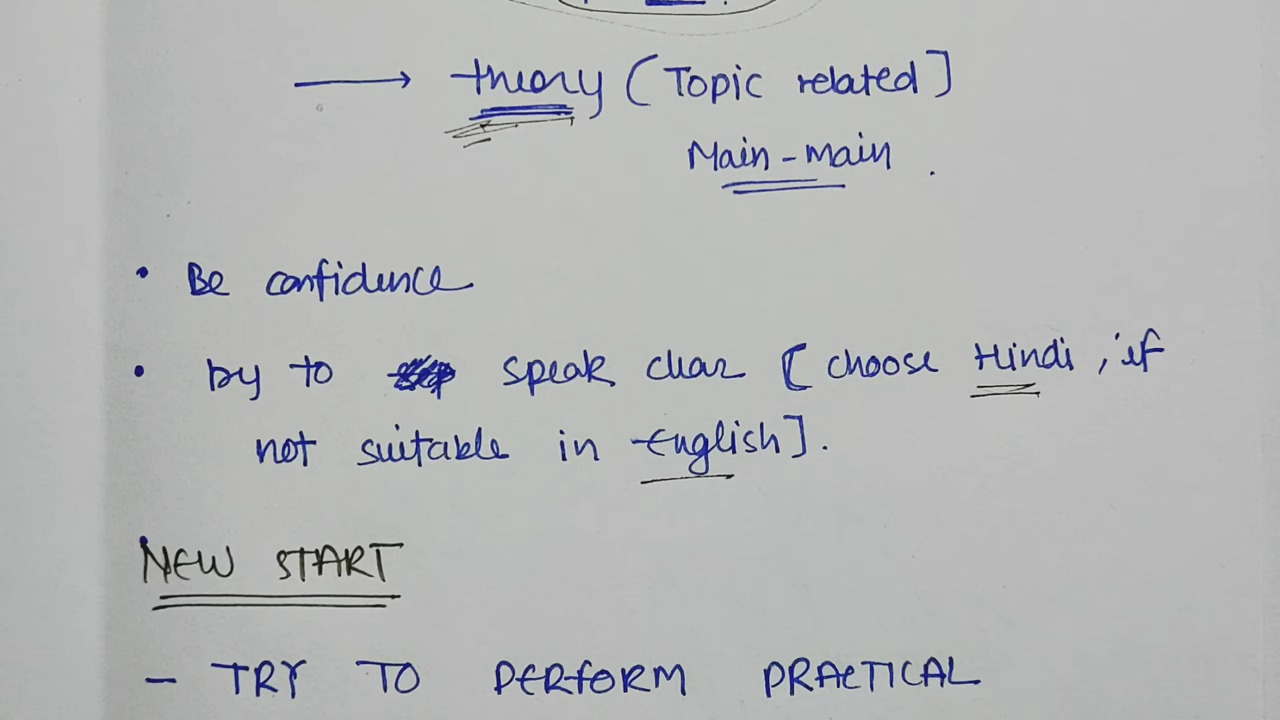 → theory (Topic related]
Main-main.
• Be confidence
• try to speak clear [choose Hindi, if
not suitable in English].
NEW START
- TRY TO PERFORM PRACTICAL